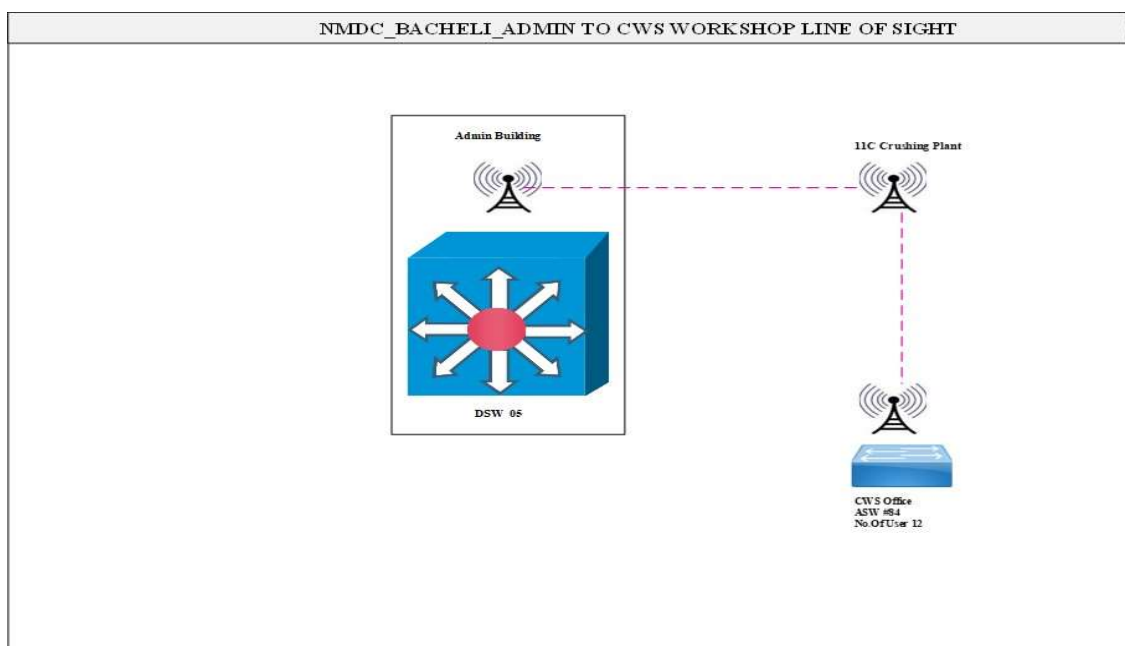 NMDC_BACHELI_ADMIN TO CWS WORKSHOP LINE OF SIGHT
Admin Building
11C Crushing Plant
DSW 05
CWS Office
ASW #84
No.Of User 12